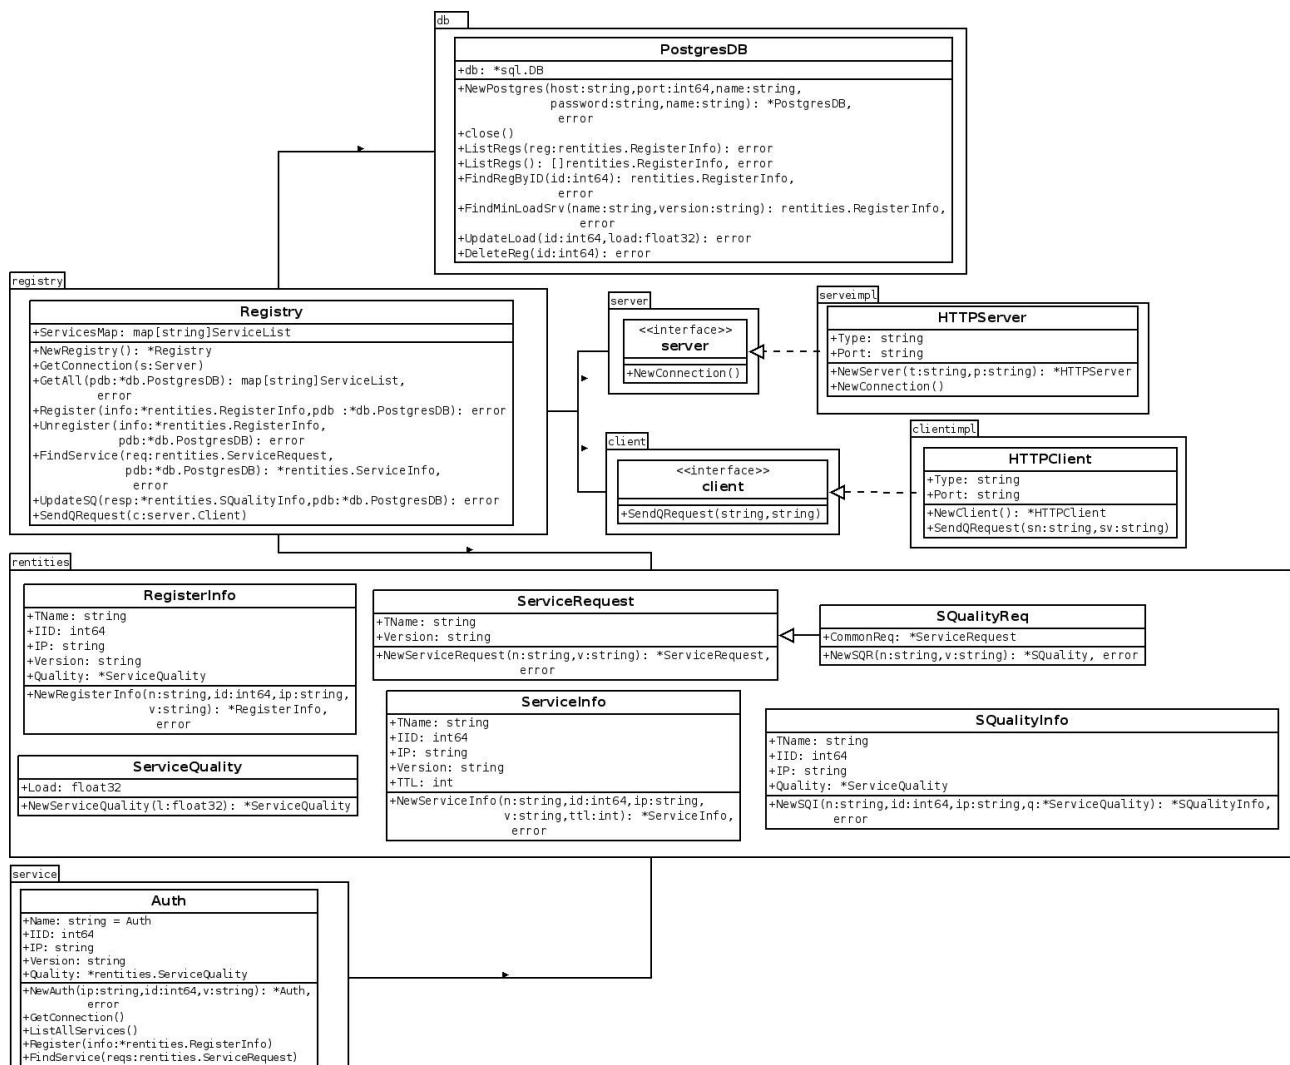 db
PostgresDB
+db: *sql.DB
+NewPostgres(host:string,port:int64,name:string,
password:string,name:string): *PostgresDB,
error
+close()
+ListRegs(reg:rentities.RegisterInfo): error
+ListRegs(): []rentities.RegisterInfo, error
+FindRegByID(id:int64): rentities.RegisterInfo,
error
+FindMinLoadSrv(name:string,version:string): rentities.RegisterInfo,
error
+UpdateLoad(id:int64,load:float32): error
+DeleteReg(id:int64): error
registry
Registry
+ServicesMap: map[string]ServiceList
+NewRegistry(): *Registry
+GetConnection(s:Server)
+GetAll(pdb:*db.PostgresDB): map[string]ServiceList,
error
+Register(info:*rentities.RegisterInfo,pdb :*db.PostgresDB): error
+Unregister(info:*rentities.RegisterInfo,
pdb:*db.PostgresDB): error
+FindService(req:rentities.ServiceRequest,
pdb:*db.PostgresDB): *rentities.ServiceInfo,
error
+UpdateSQ(resp:*rentities.SQualityInfo,pdb:*db.PostgresDB): error
+SendQRequest(c:server.Client)
server
<<interface>>
server
+NewConnection()
serveimpl
HTTPServer
+Type: string
+Port: string
+NewServer(t:string,p:string): *HTTPServer
+NewConnection()
client
<<interface>>
client
+SendQRequest(string,string)
clientimpl
HTTPClient
+Type: string
+Port: string
+NewClient(): *HTTPClient
+SendQRequest(sn:string,sv:string)
rentities
RegisterInfo
+TName: string
+IID: int64
+IP: string
+Version: string
+Quality: *ServiceQuality
+NewRegisterInfo(n:string,id:int64,ip:string,
v:string): *RegisterInfo,
error
ServiceRequest
+TName: string
+Version: string
+NewServiceRequest(n:string,v:string): *ServiceRequest,
error
SQualityReq
+CommonReq: *ServiceRequest
+NewSQR(n:string,v:string): *SQuality, error
ServiceQuality
+Load: float32
+NewServiceQuality(l:float32): *ServiceQuality
ServiceInfo
+TName: string
+IID: int64
+IP: string
+Version: string
+TTL: int
+NewServiceInfo(n:string,id:int64,ip:string,
v:string,ttl:int): *ServiceInfo,
error
SQualityInfo
+TName: string
+IID: int64
+IP: string
+Quality: *ServiceQuality
+NewSQI(n:string,id:int64,ip:string,q:*ServiceQuality): *SQualityInfo,
error
service
Auth
+Name: string = Auth
+IID: int64
+IP: string
+Version: string
+Quality: *rentities.ServiceQuality
+NewAuth(ip:string,id:int64,v:string): *Auth,
error
+GetConnection()
+ListAllServices()
+Register(info:*rentities.RegisterInfo)
+FindService(reqs:rentities.ServiceRequest)